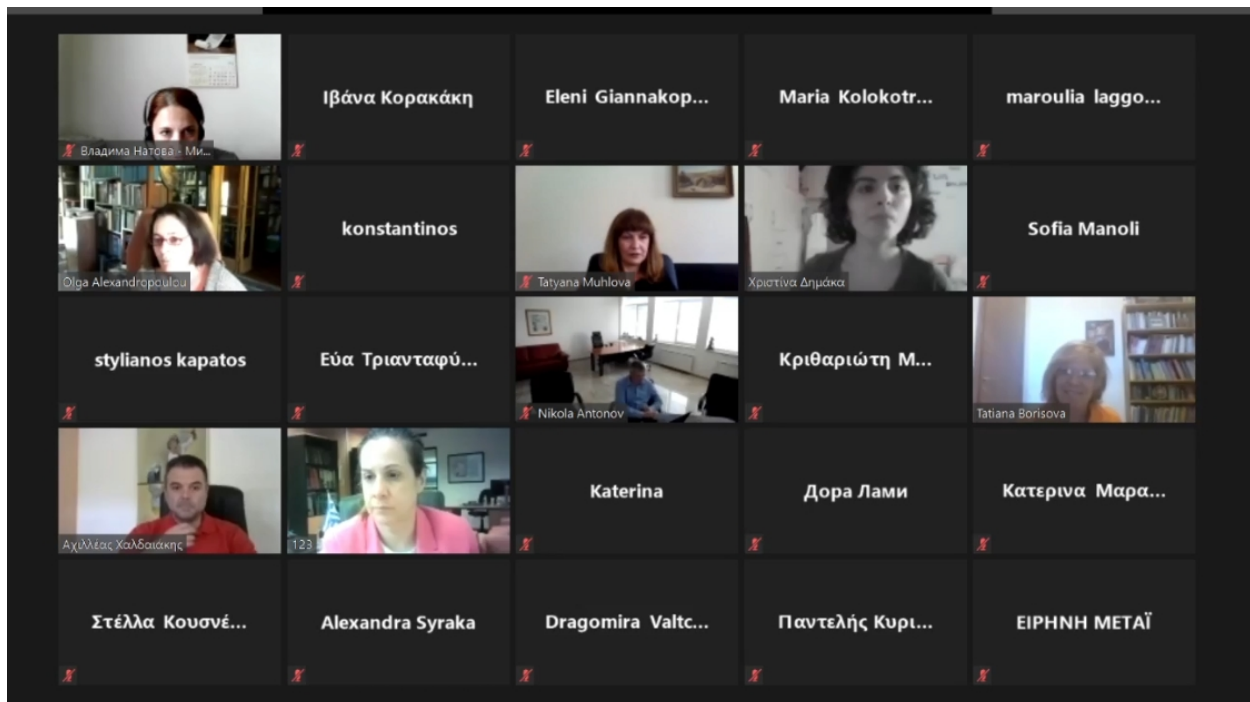 Владима Натова - Ми...
Ιβάνα Κορακάκη
Eleni Giannakop...
Maria Kolokotr...
maroulia laggo...
Olga Alexandropoulou
konstantinos
Tatyana Muhlova
Χριστίνα Δημάκα
Sofia Manoli
stylianos kapatos
Εύα Τριανταφύ...
Nikola Antonov
Κριθαριώτη Μ...
Tatiana Borisova
Αχιλλέας Χαλδαιάκης
123
Katerina
Дора Лами
Κατερινα Μαρα...
Στέλλα Κουσνέ...
Alexandra Syraka
Dragomira Valtc...
Παντελής Κυρι...
ΕΙΡΗΝΗ ΜΕΤΑΪ